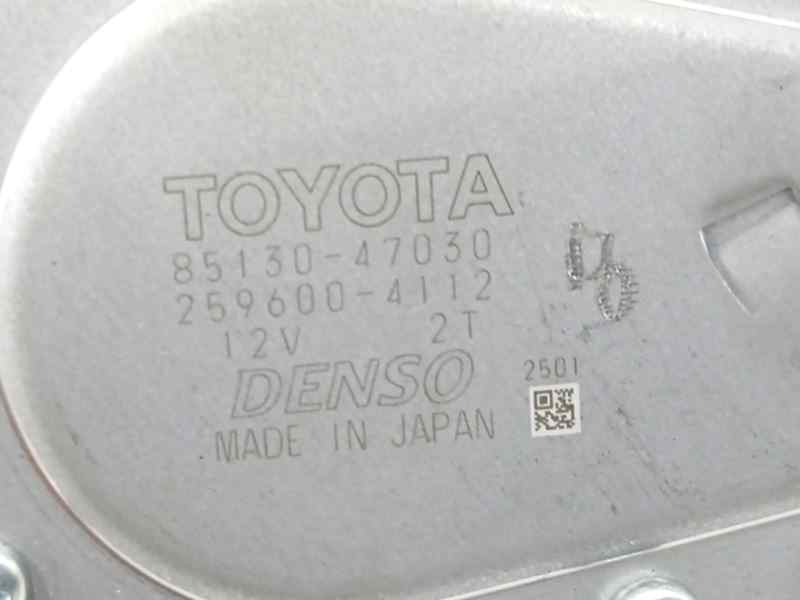 TOYOTA
85130-47030
259600-4112
12V 2T
DENSO
2501
MADE IN JAPAN